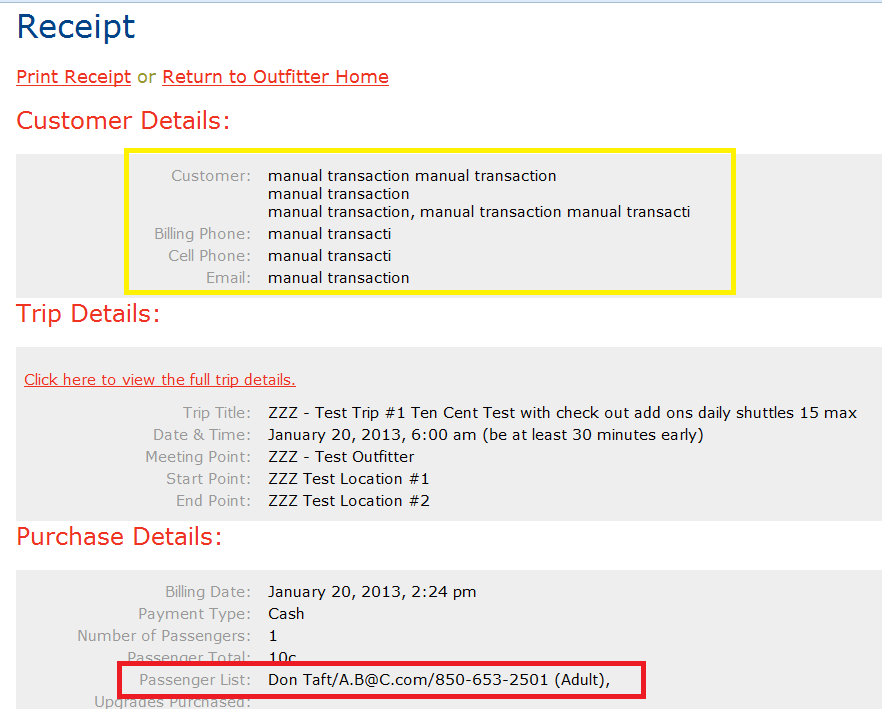 Receipt
Print Receipt or Return to Outfitter Home
Customer Details:
Customer: manual transaction manual transaction
manual transaction
manual transaction, manual transaction manual transacti
Billing Phone: manual transacti
Cell Phone: manual transacti
Email: manual transaction
Trip Details:
Click here to view the full trip details.
Trip Title: ZZZ - Test Trip #1 Ten Cent Test with check out add ons daily shuttles 15 max
Date & Time: January 20, 2013, 6:00 am (be at least 30 minutes early)
Meeting Point: ZZZ - Test Outfitter
Start Point: ZZZ Test Location #1
End Point: ZZZ Test Location #2
Purchase Details:
Billing Date: January 20, 2013, 2:24 pm
Payment Type: Cash
Number of Passengers: 1
Passenger Total: 10c
Passenger List: Don Taft/A.B@C.com/850-653-2501 (Adult),
Upgrades Purchased: